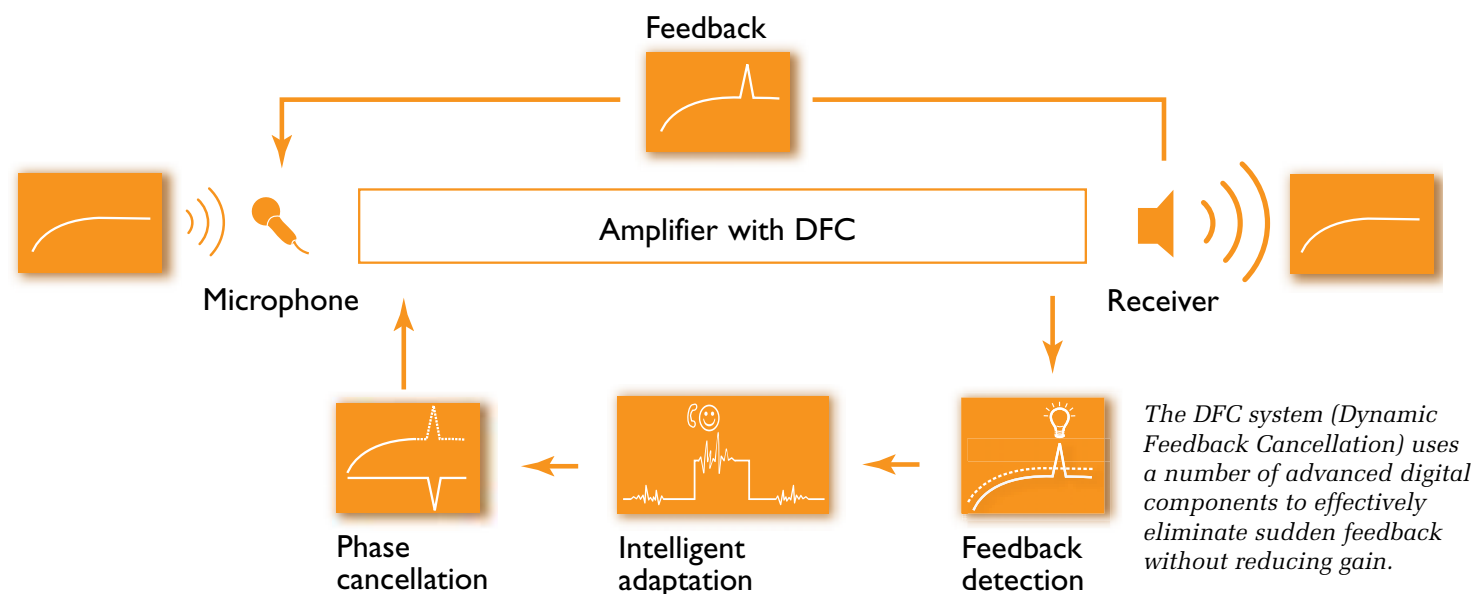 Feedback
Amplifier with DFC
Microphone
Receiver
Phase
cancellation
Intelligent
adaptation
Feedback
detection
The DFC system (Dynamic
Feedback Cancellation) uses
a number of advanced digital
components to effectively
eliminate sudden feedback
without reducing gain.